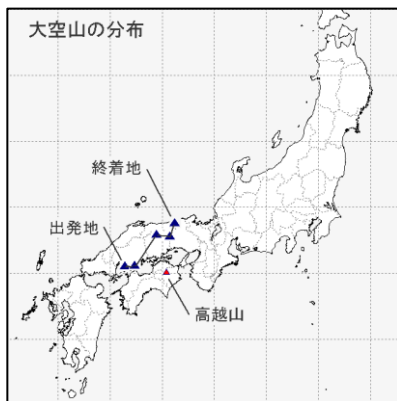 大空山の分布
終着地
出発地
高越山